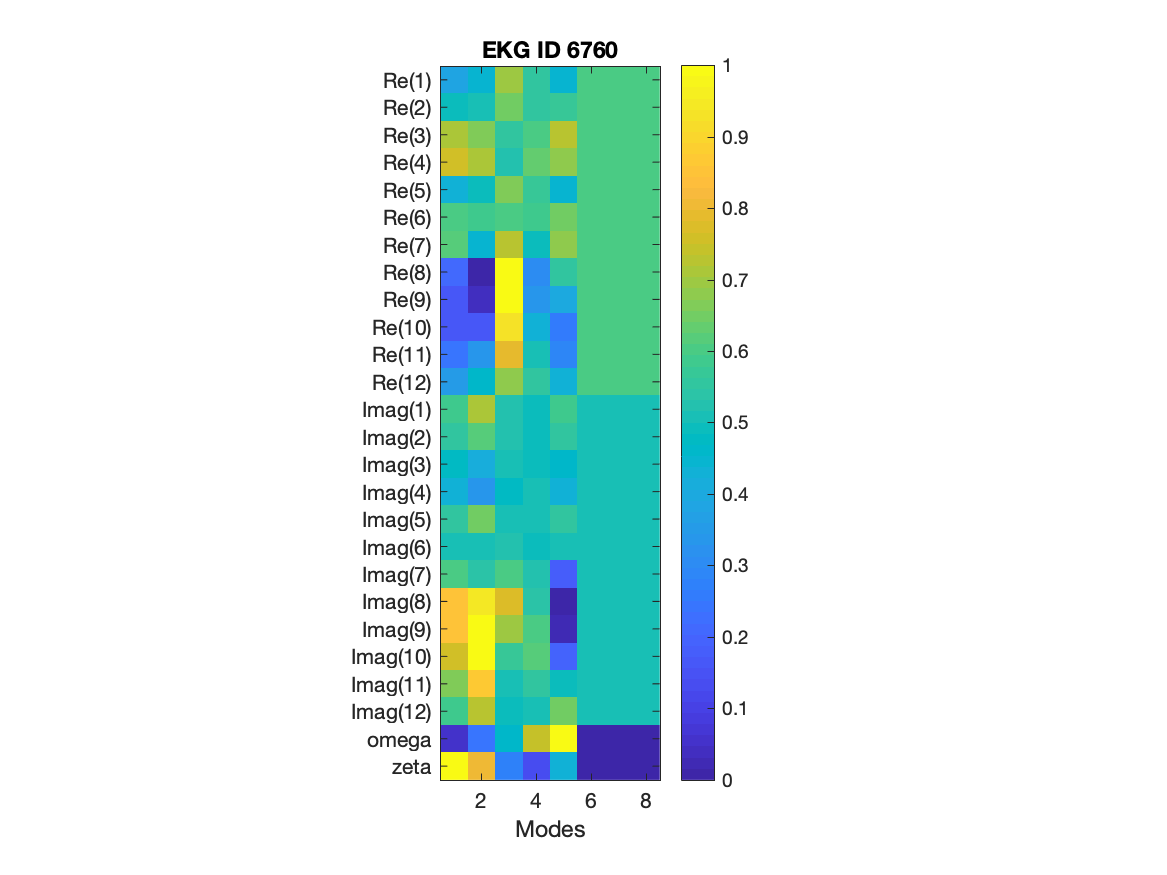 EKG ID 6760
Re(1)
Re(2)
Re(3)
Re(4)
Re(5)
Re(6)
Re(7)
Re(8)
Re(9)
Re(10)
Re(11)
Re(12)
Imag(1)
Imag(2)
Imag(3)
Imag(4)
Imag(5)
Imag(6)
Imag(7)
Imag(8)
Imag(9)
Imag(10)
Imag(11)
Imag(12)
omega
zeta
2 4 6 8
Modes
1
0.9
0.8
0.7
0.6
0.5
0.4
0.3
0.2
0.1
0